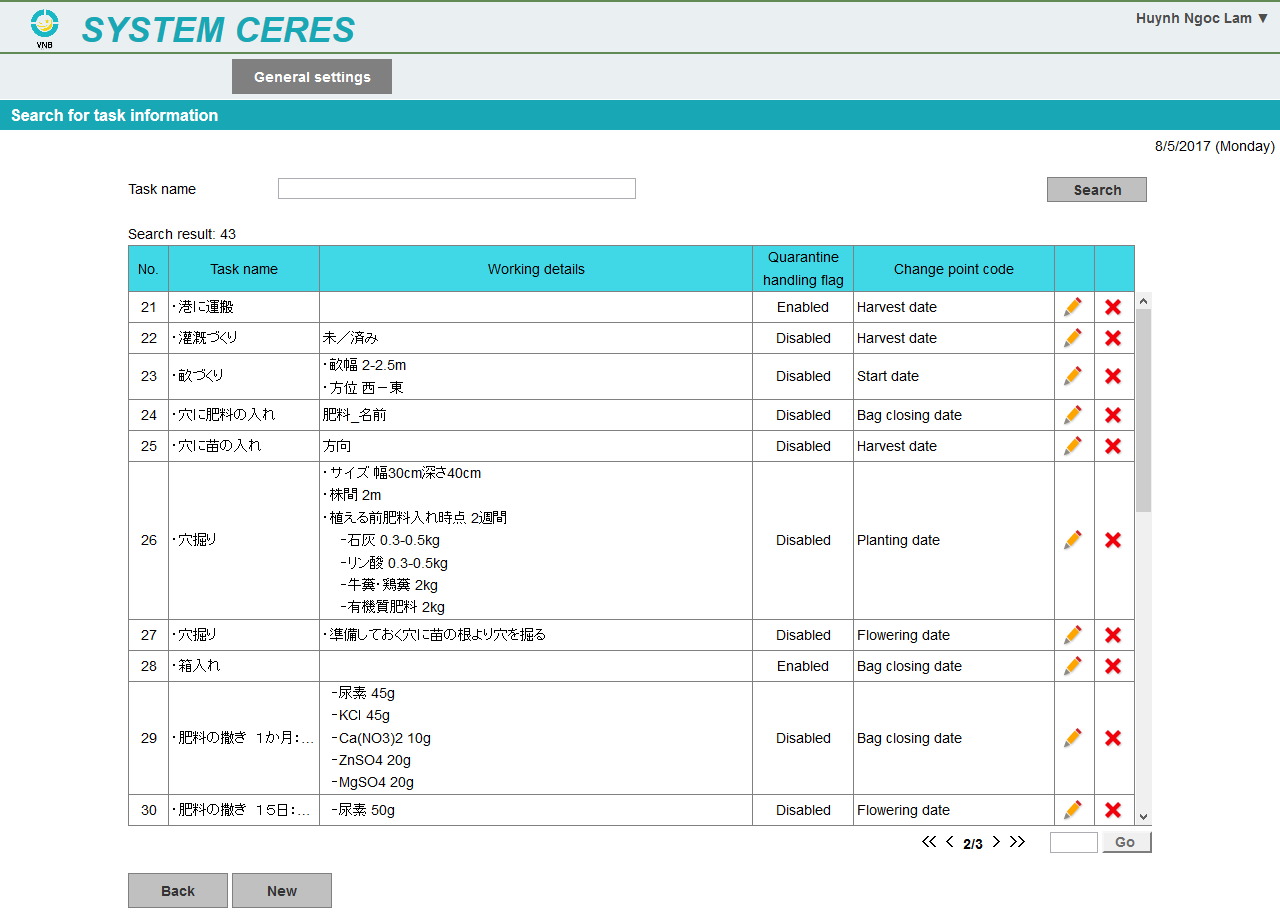 VNB
SYSTEM CERES
Huynh Ngoc Lam ▼
General settings
Search for task information
8/5/2017 (Monday)
Task name
Search
Search result: 43
No. Task name Working details Quarantine handling flag Change point code
21 ・港に運搬 Enabled Harvest date
22 ・灌漑づくり 未／済み Disabled Harvest date
23 ・畝づくり ・畝幅 2-2.5m
・方位 西－東 Disabled Start date
24 ・穴に肥料の入れ 肥料_名前 Disabled Bag closing date
25 ・穴に苗の入れ 方向 Disabled Harvest date
26 ・穴掘り ・サイズ 幅30cm深さ40cm
・株間 2m
・植える前肥料入れ時点 2週間
-石灰 0.3-0.5kg
-リン酸 0.3-0.5kg
-牛糞・鶏糞 2kg
-有機質肥料 2kg
Disabled Planting date
27 ・穴掘り ・準備しておく穴に苗の根より穴を掘る Disabled Flowering date
28 ・箱入れ Enabled Bag closing date
29 ・肥料の撒き　１か月：... -尿素 45g
-KCl 45g
-Ca(NO3)2 10g
-ZnSO4 20g
-MgSO4 20g
Disabled Bag closing date
30 ・肥料の撒き　１５日：... -尿素 50g Disabled Flowering date
<< < 2/3 > >> Go
Back New